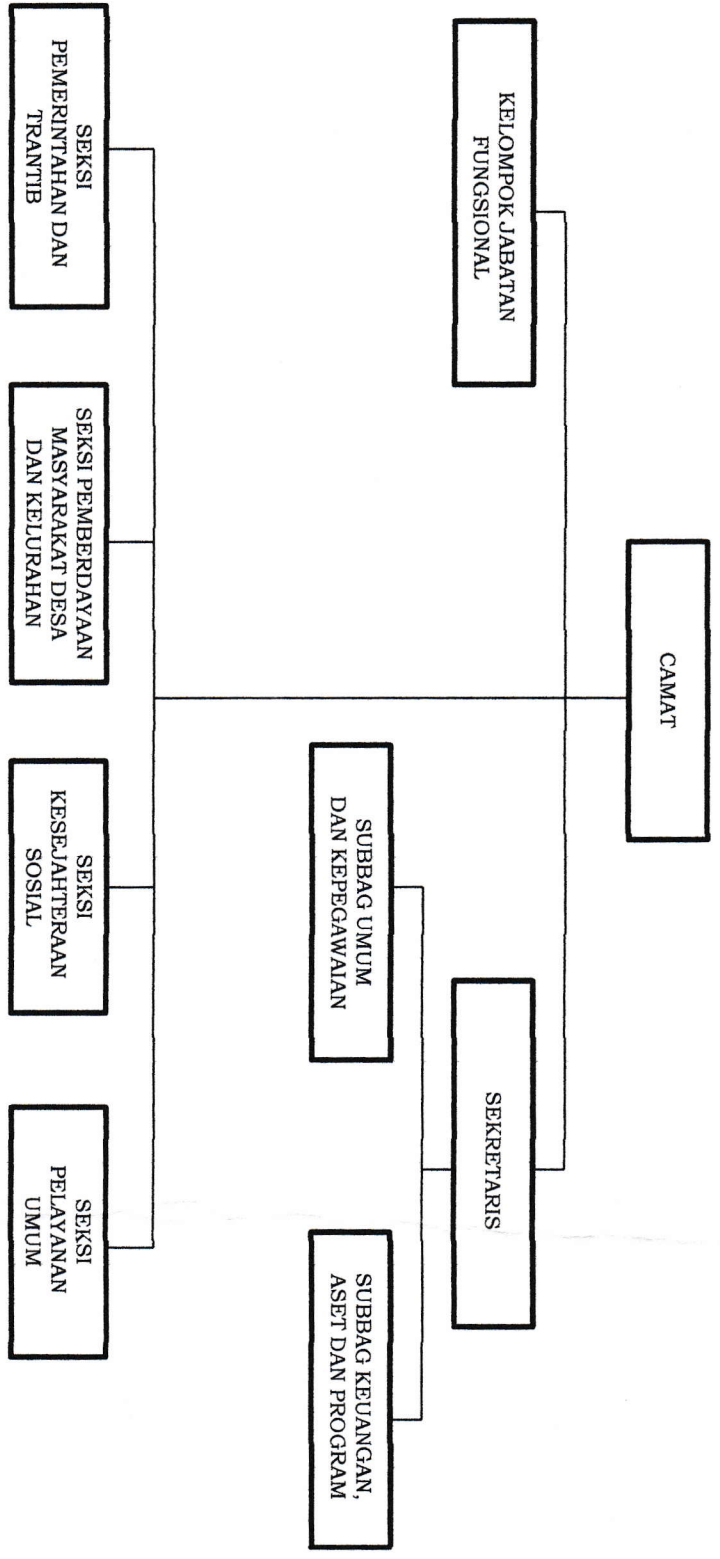 CAMAT
KELOMPOK JABATAN
FUNGSIONAL
SEKRETARIS
SUBBAG UMUM
DAN KEPEGAWAIAN
SUBBAG KEUANGAN,
ASET DAN PROGRAM
SEKSI
PEMERINTAHAN DAN
TRANTIB
SEKSI PEMBERDAYAAN
MASYARAKAT DESA
DAN KELURAHAN
SEKSI
KESEJAHTERAAN
SOSIAL
SEKSI
PELAYANAN
UMUM